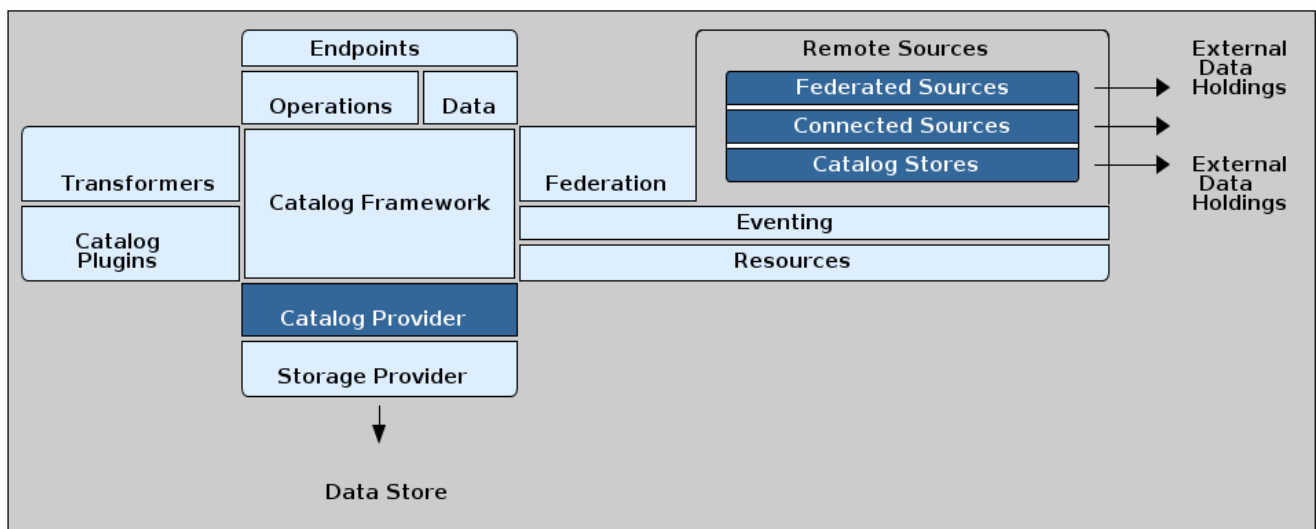 Endpoints
Operations
Data
Transformers
Catalog
Plugins
Catalog Framework
Federation
Remote Sources
Federated Sources
Connected Sources
Catalog Stores
External
Data
Holdings
External
Data
Holdings
Eventing
Resources
Catalog Provider
Storage Provider
Data Store